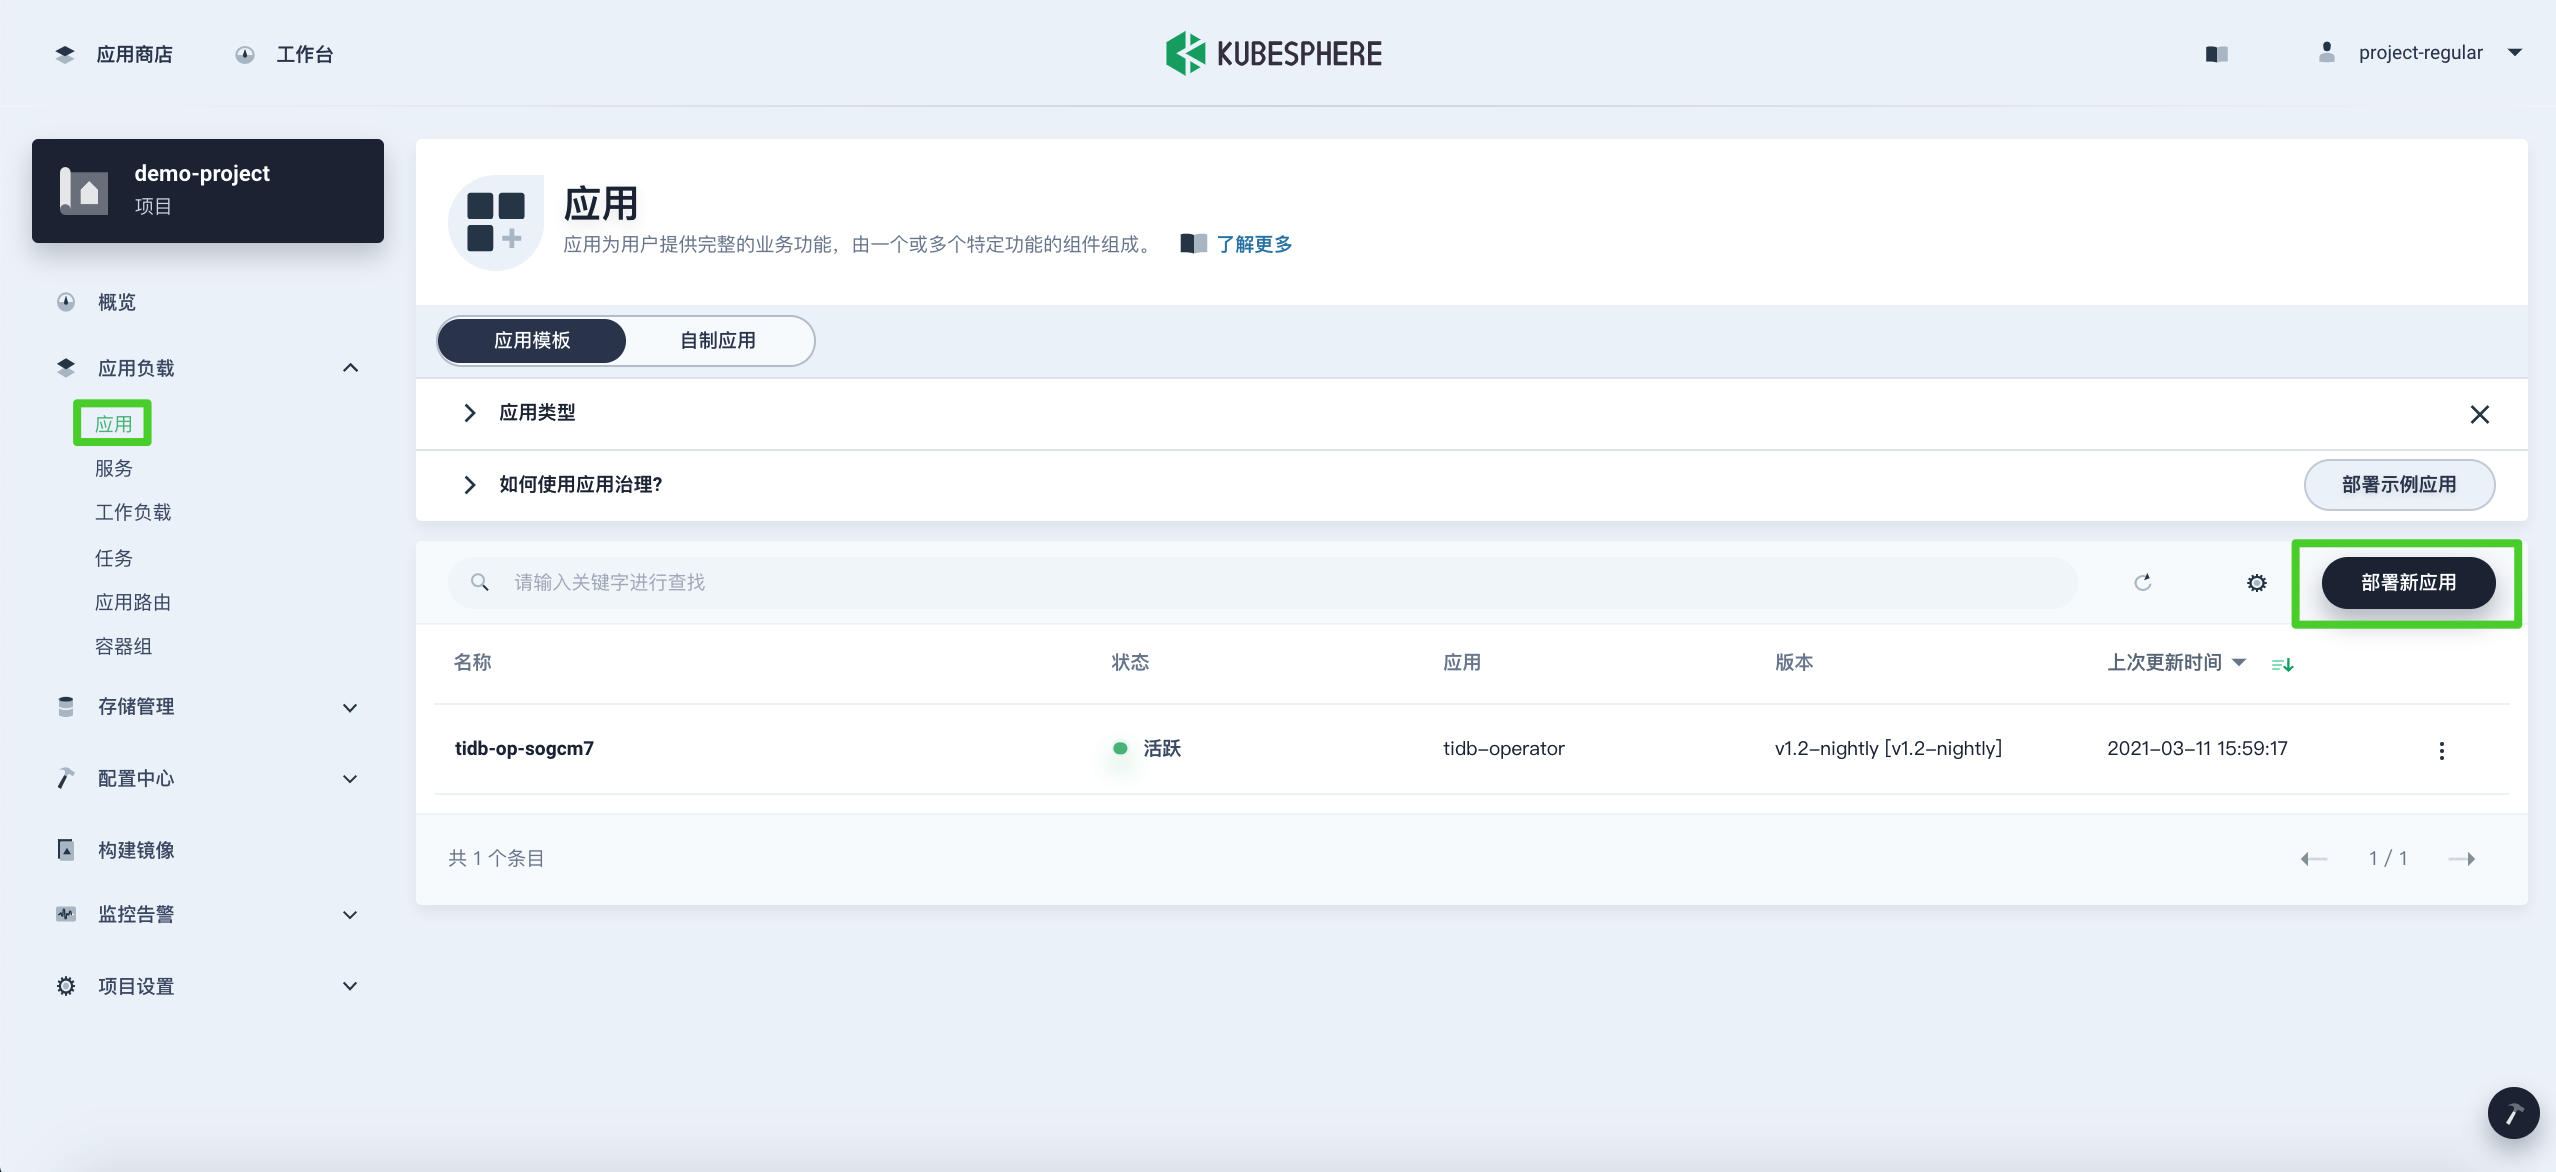 应用商店
工作台
KUBESPHERE
project-regular
demo-project
项目
概览
应用负载
应用
服务
工作负载
任务
应用路由
容器组
存储管理
配置中心
构建镜像
监控告警
项目设置
应用
应用为用户提供完整的业务功能，由一个或多个特定功能的组件组成。 了解更多
应用模板 自制应用
应用类型
如何使用应用治理? 部署示例应用
请输入关键字进行查找 部署新应用
名称 状态 应用 版本 上次更新时间
tidb-op-sogcm7 活跃 tidb-operator v1.2-nightly [v1.2-nightly] 2021-03-11 15:59:17
共 1 个条目 1 / 1